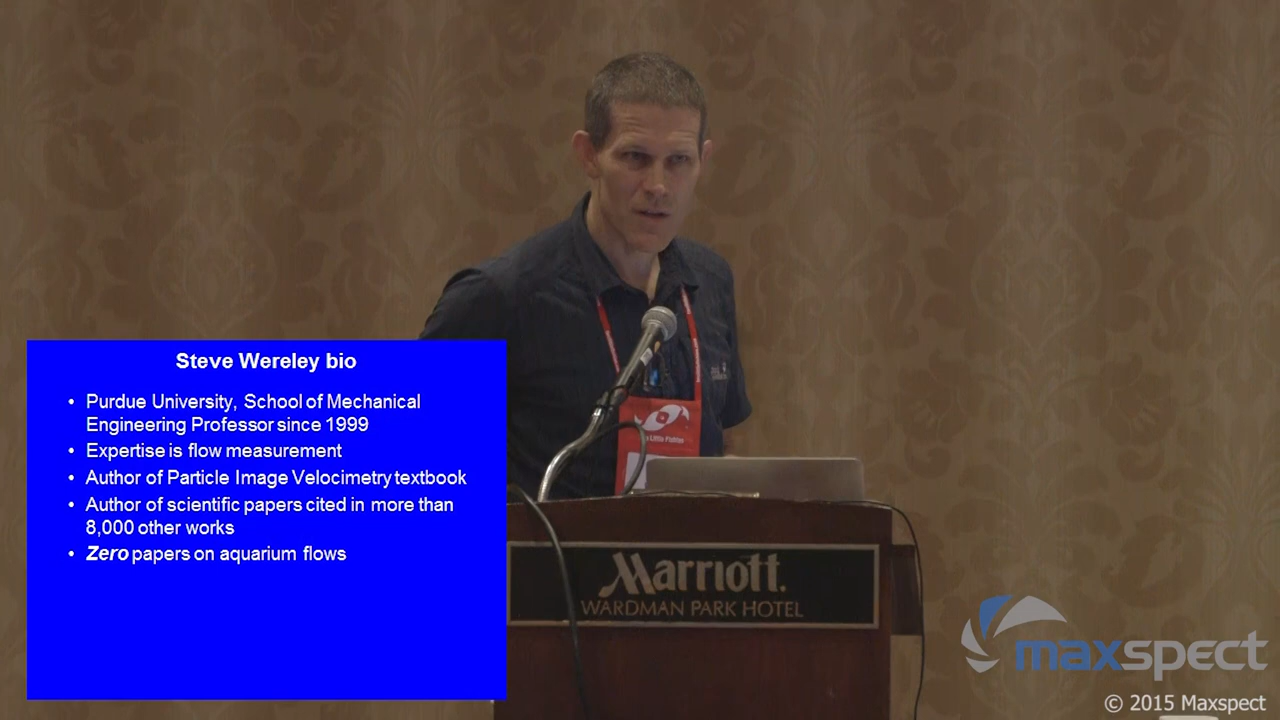 Steve Wereley bio
• Purdue University, School of Mechanical
Engineering Professor since 1999
• Expertise is flow measurement
• Author of Particle Image Velocimetry textbook
• Author of scientific papers cited in more than
8,000 other works
• Zero papers on aquarium flows
Little Fishies
Marriott.
WARDMAN PARK HOTEL
maxspect
© 2015 Maxspect